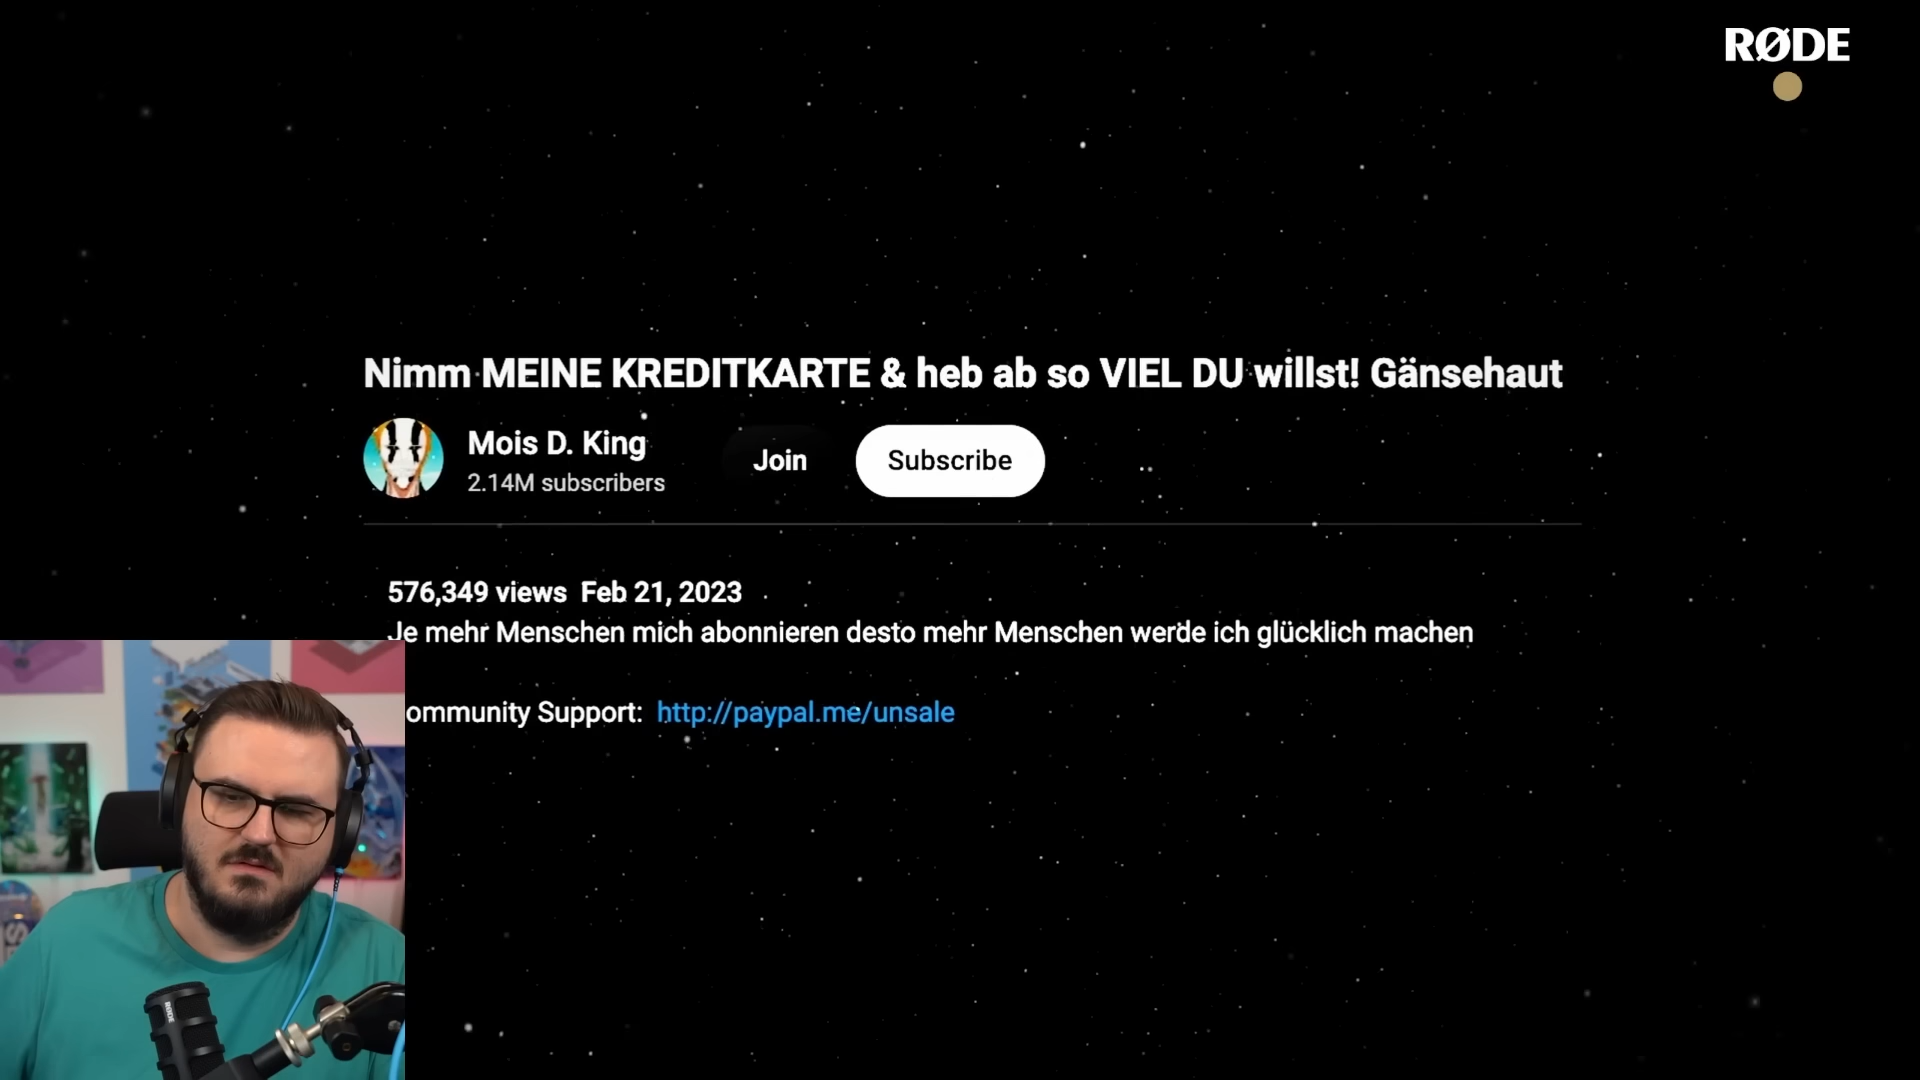 RØDE
Nimm MEINE KREDITKARTE & heb ab so VIEL DU willst! Gänsehaut
Mois D. King
2.14M subscribers
Join
Subscribe
576,349 views Feb 21, 2023
Je mehr Menschen mich abonnieren desto mehr Menschen werde ich glücklich machen
ommunity Support: http://paypal.me/unsale
RØDE